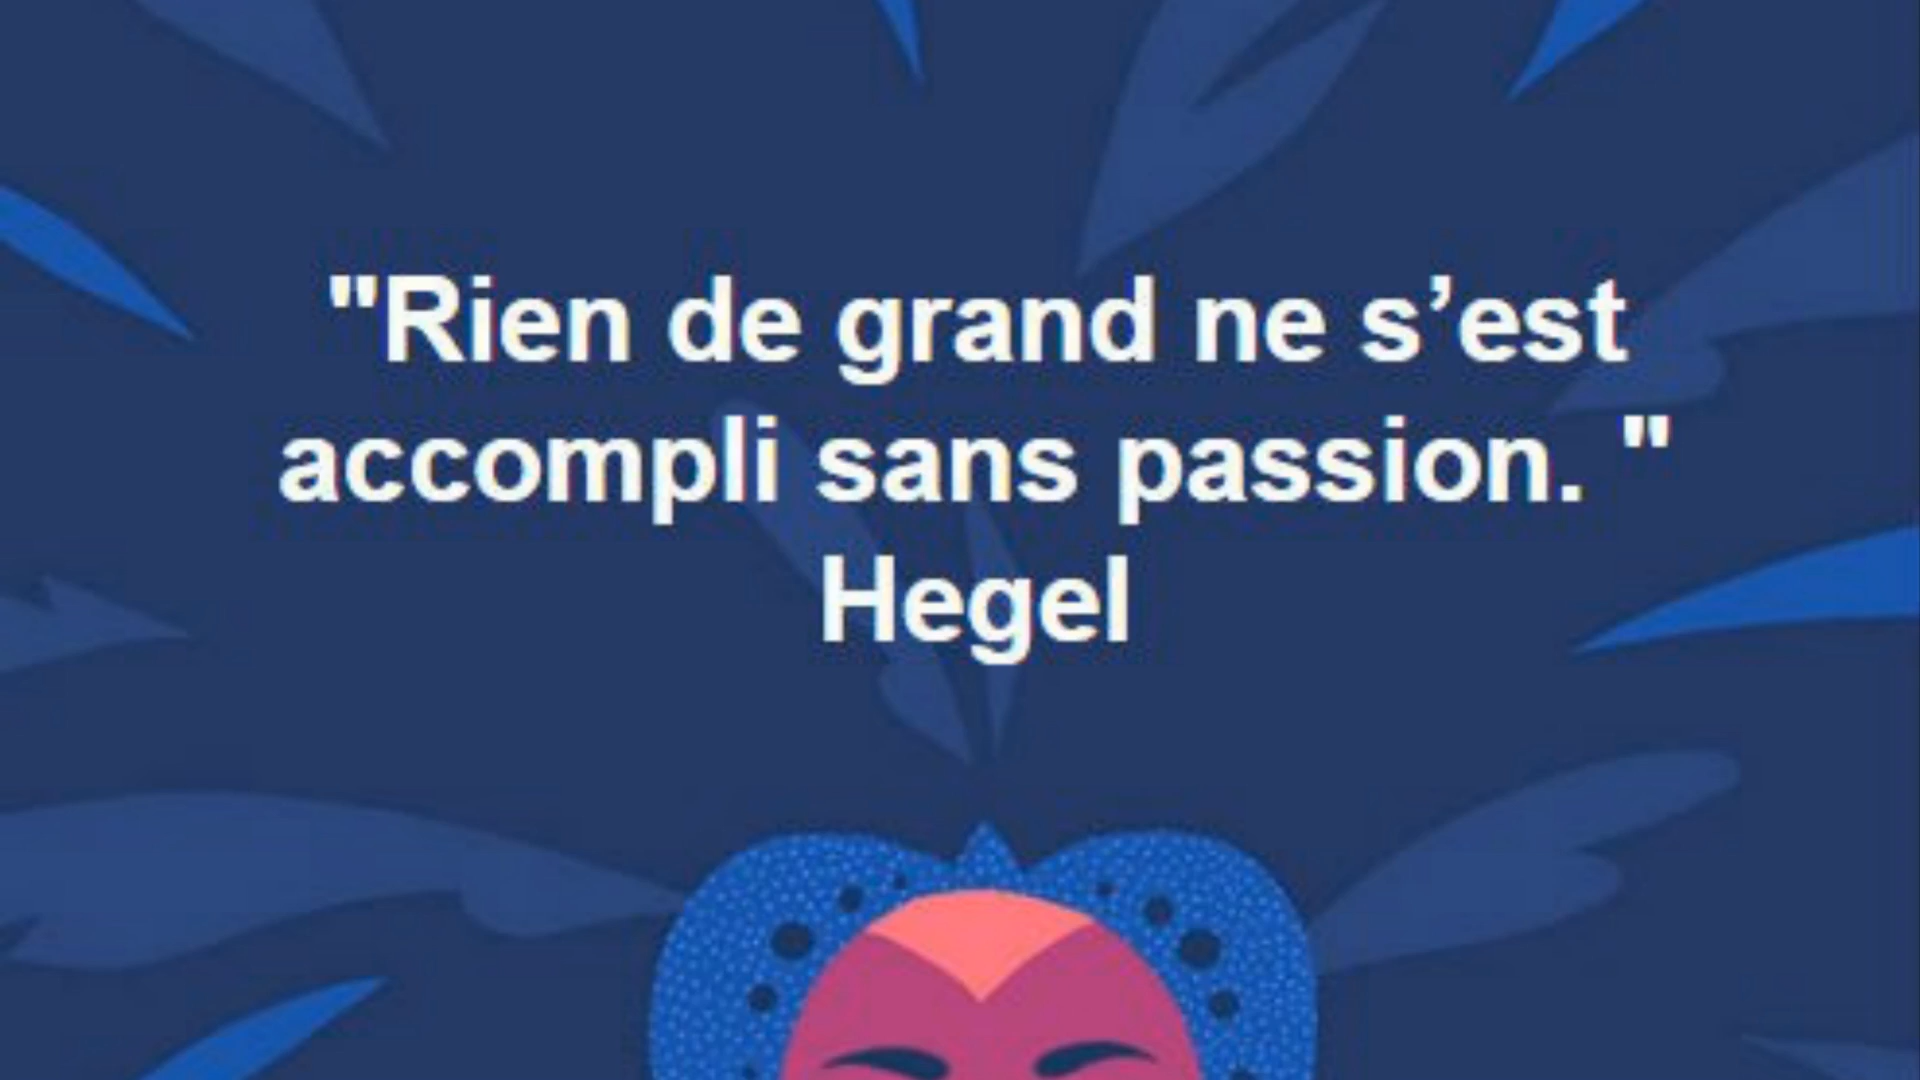 "Rien de grand ne s’est
accompli sans passion. "
Hegel